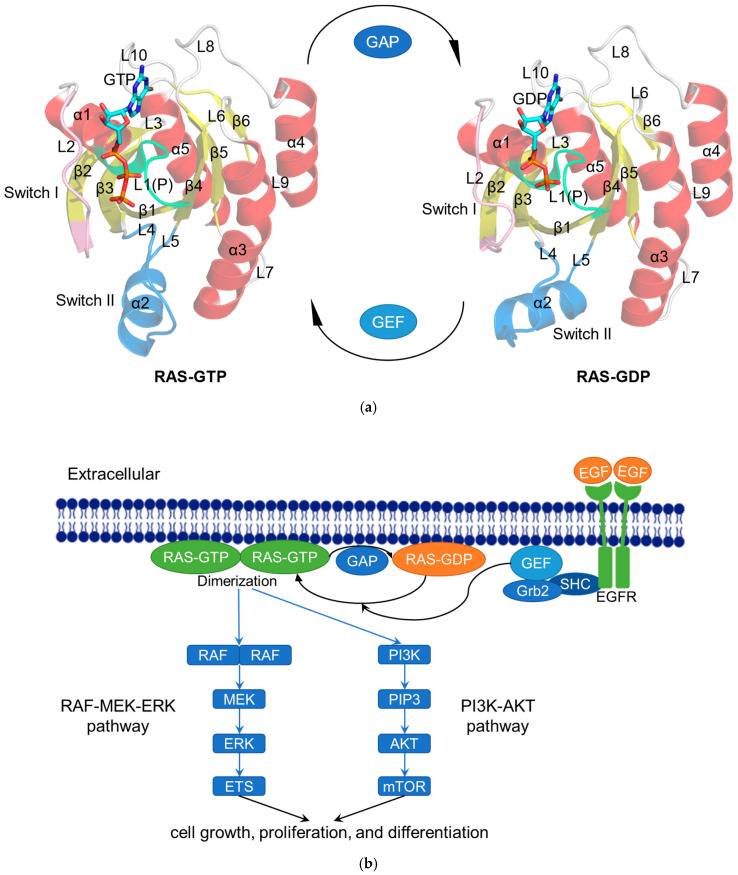 GAP
L10
L8
GTP
α1
L3
L6
β6
L2
α5
α4
β2
β5
Switch I
β3
L1(P)
β4
L9
β1
L4
L5
α3
L7
Switch II
α2
RAS-GTP
L10
L8
GDP
L6
β6
α1
L3
α4
L2
α5
β2
β5
β3
L1(P)
β4
L9
Switch I
β1
L4
L5
α3
L7
α2
Switch II
RAS-GDP
GEF
(a)
Extracellular
EGF EGF
RAS-GTP RAS-GTP GAP RAS-GDP GEF
Dimerization
Grb2 SHC
EGFR
RAF RAF
PI3K
RAF-MEK-ERK
pathway
MEK
PIP3
PI3K-AKT
pathway
ERK
AKT
ETS
mTOR
cell growth, proliferation, and differentiation
(b)